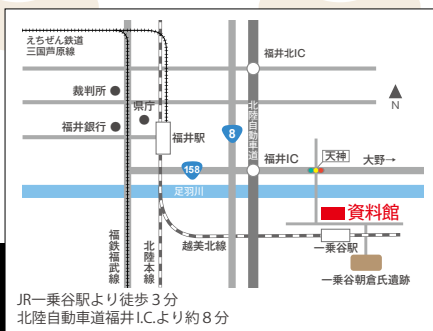 えちぜん鉄道
三国芦原線
福井北IC
裁判所
県庁
N
福井銀行
福井駅
8
北陸自動車道
天神
158
福井IC
大野→
足羽川
資料館
福鉄福武線
北陸本線
越美北線
一乗谷駅
一乗谷朝倉氏遺跡
JR一乗谷駅より徒歩３分
北陸自動車道福井I.C.より約８分